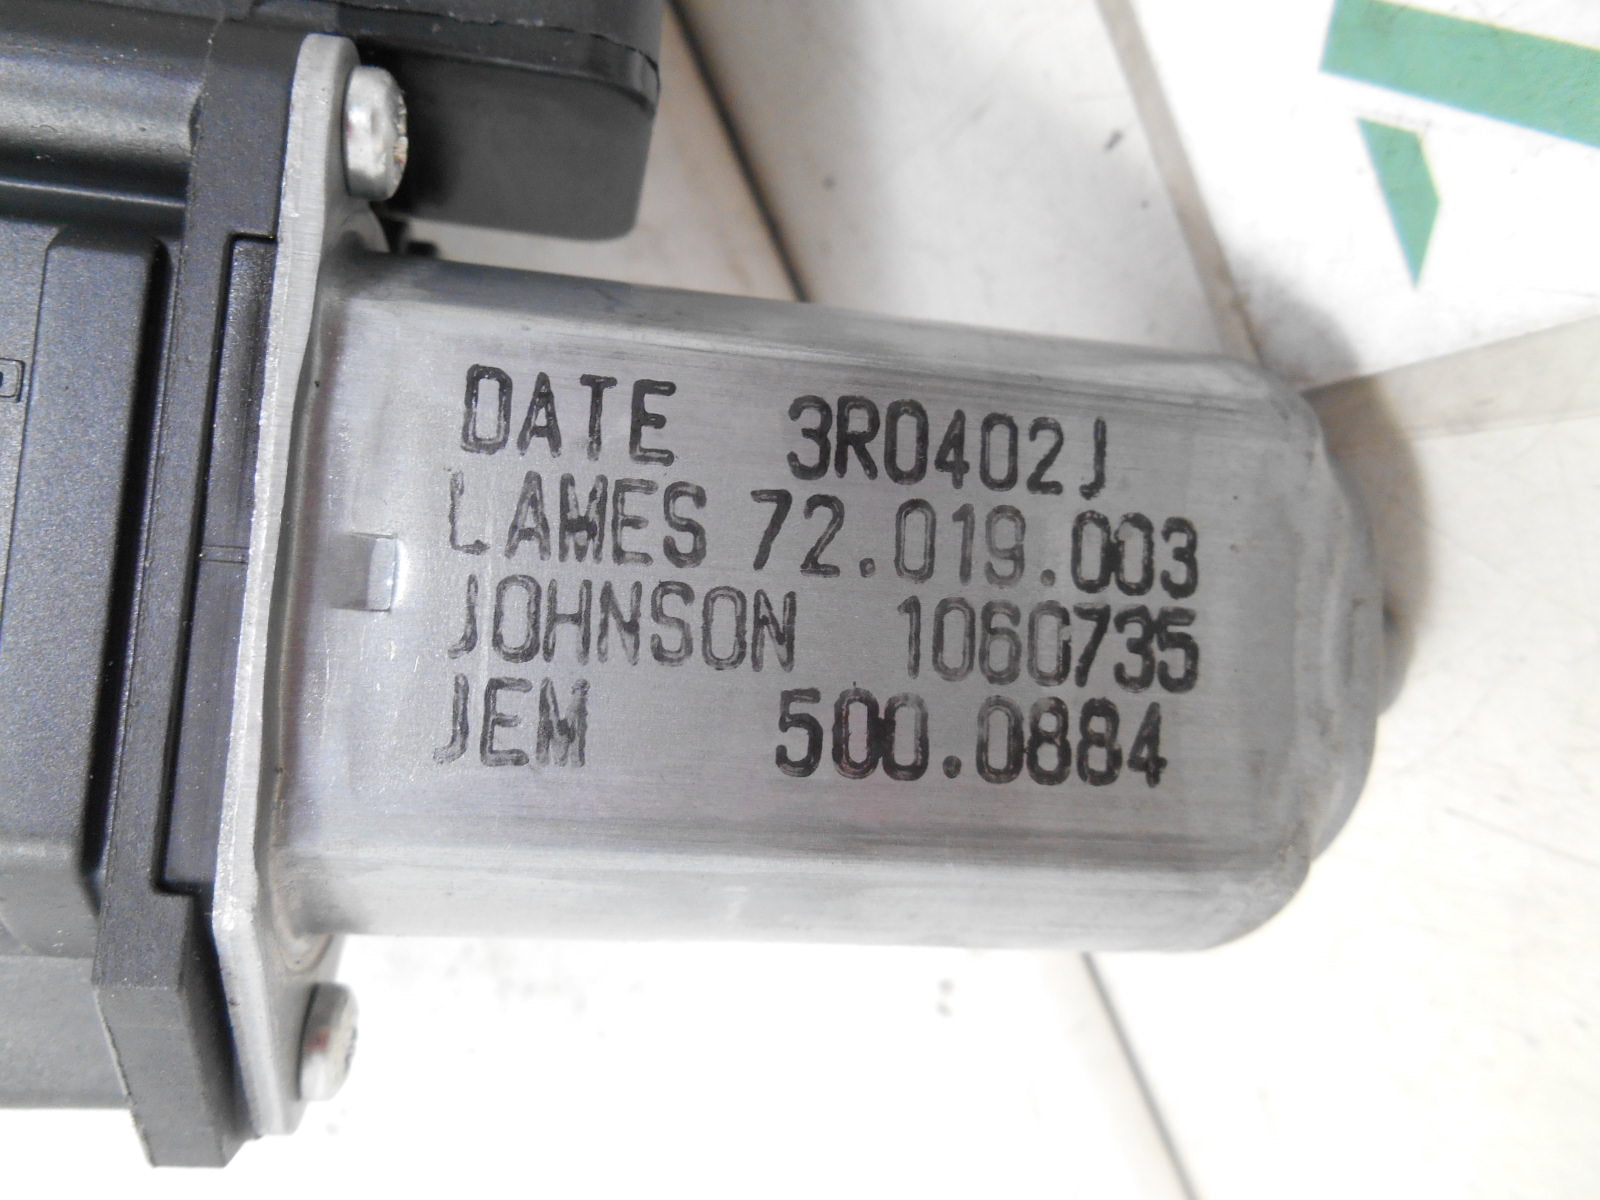 DATE 3R0402J
LAMES 72.019.003
JOHNSON 1060735
JEM 500.0884